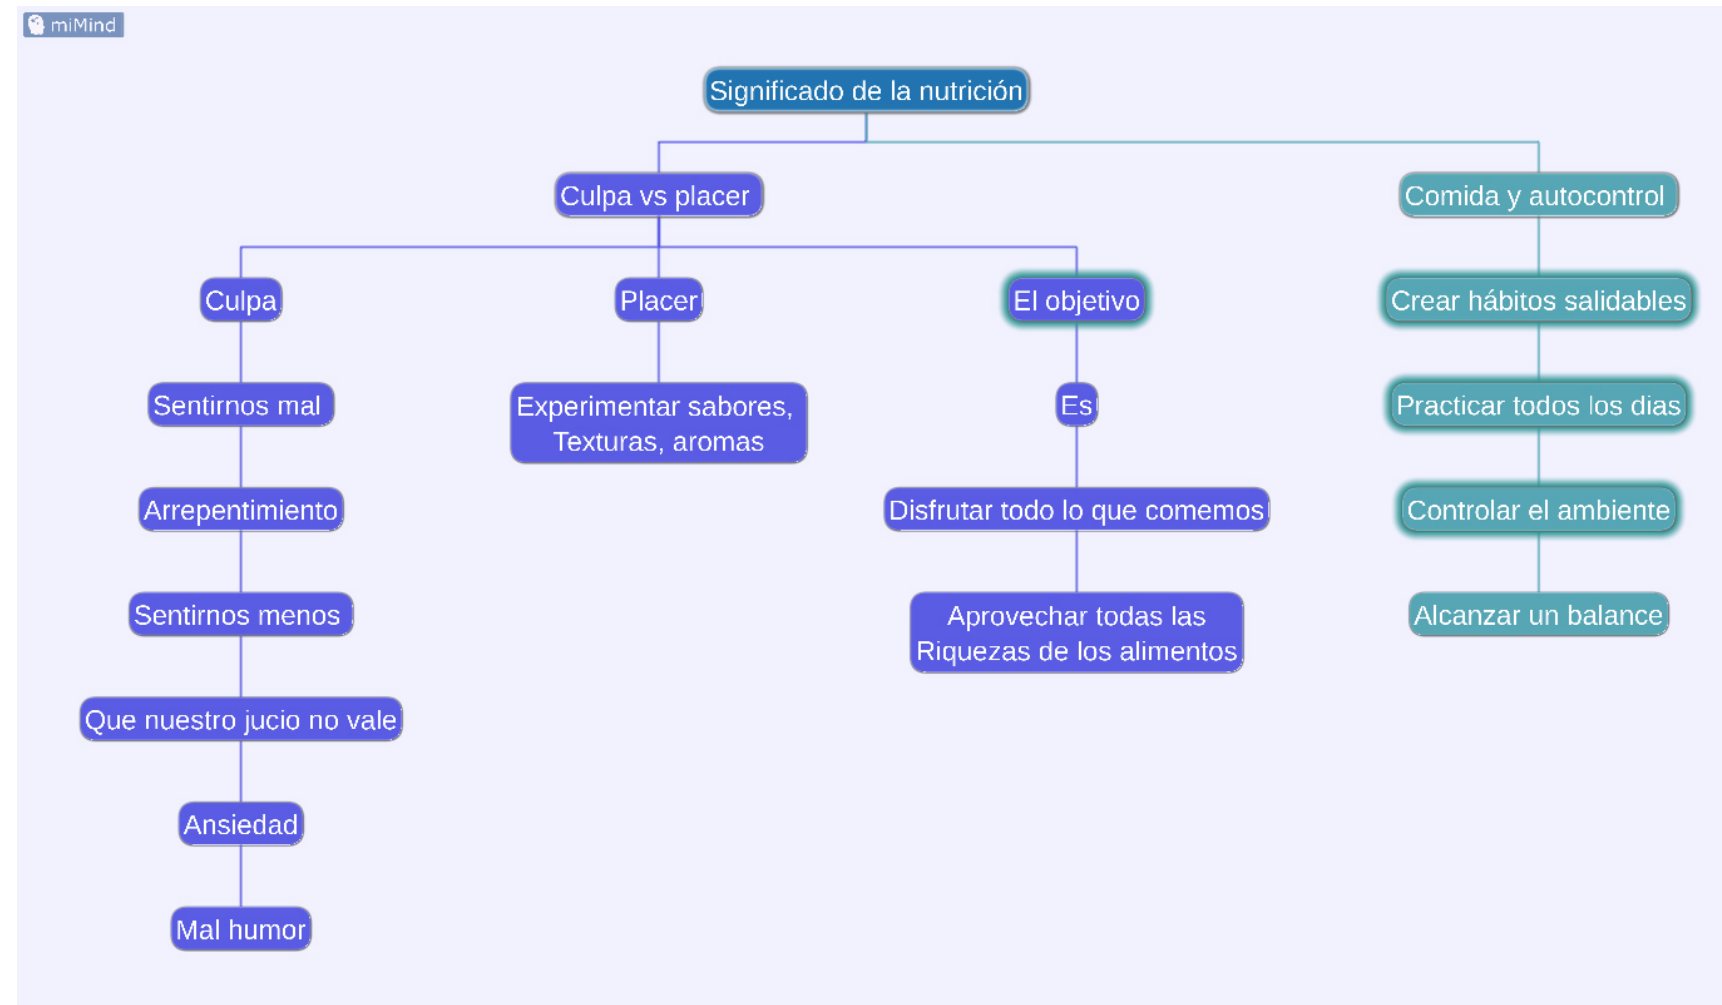 miMind
Significado de la nutrición
Culpa vs placer
Comida y autocontrol
Culpa
Placer
El objetivo
Crear hábitos salidables
Sentirnos mal
Experimentar sabores,
Texturas, aromas
Es
Practicar todos los dias
Arrepentimiento
Disfrutar todo lo que comemos
Controlar el ambiente
Sentirnos menos
Aprovechar todas las
Riquezas de los alimentos
Alcanzar un balance
Que nuestro jucio no vale
Ansiedad
Mal humor